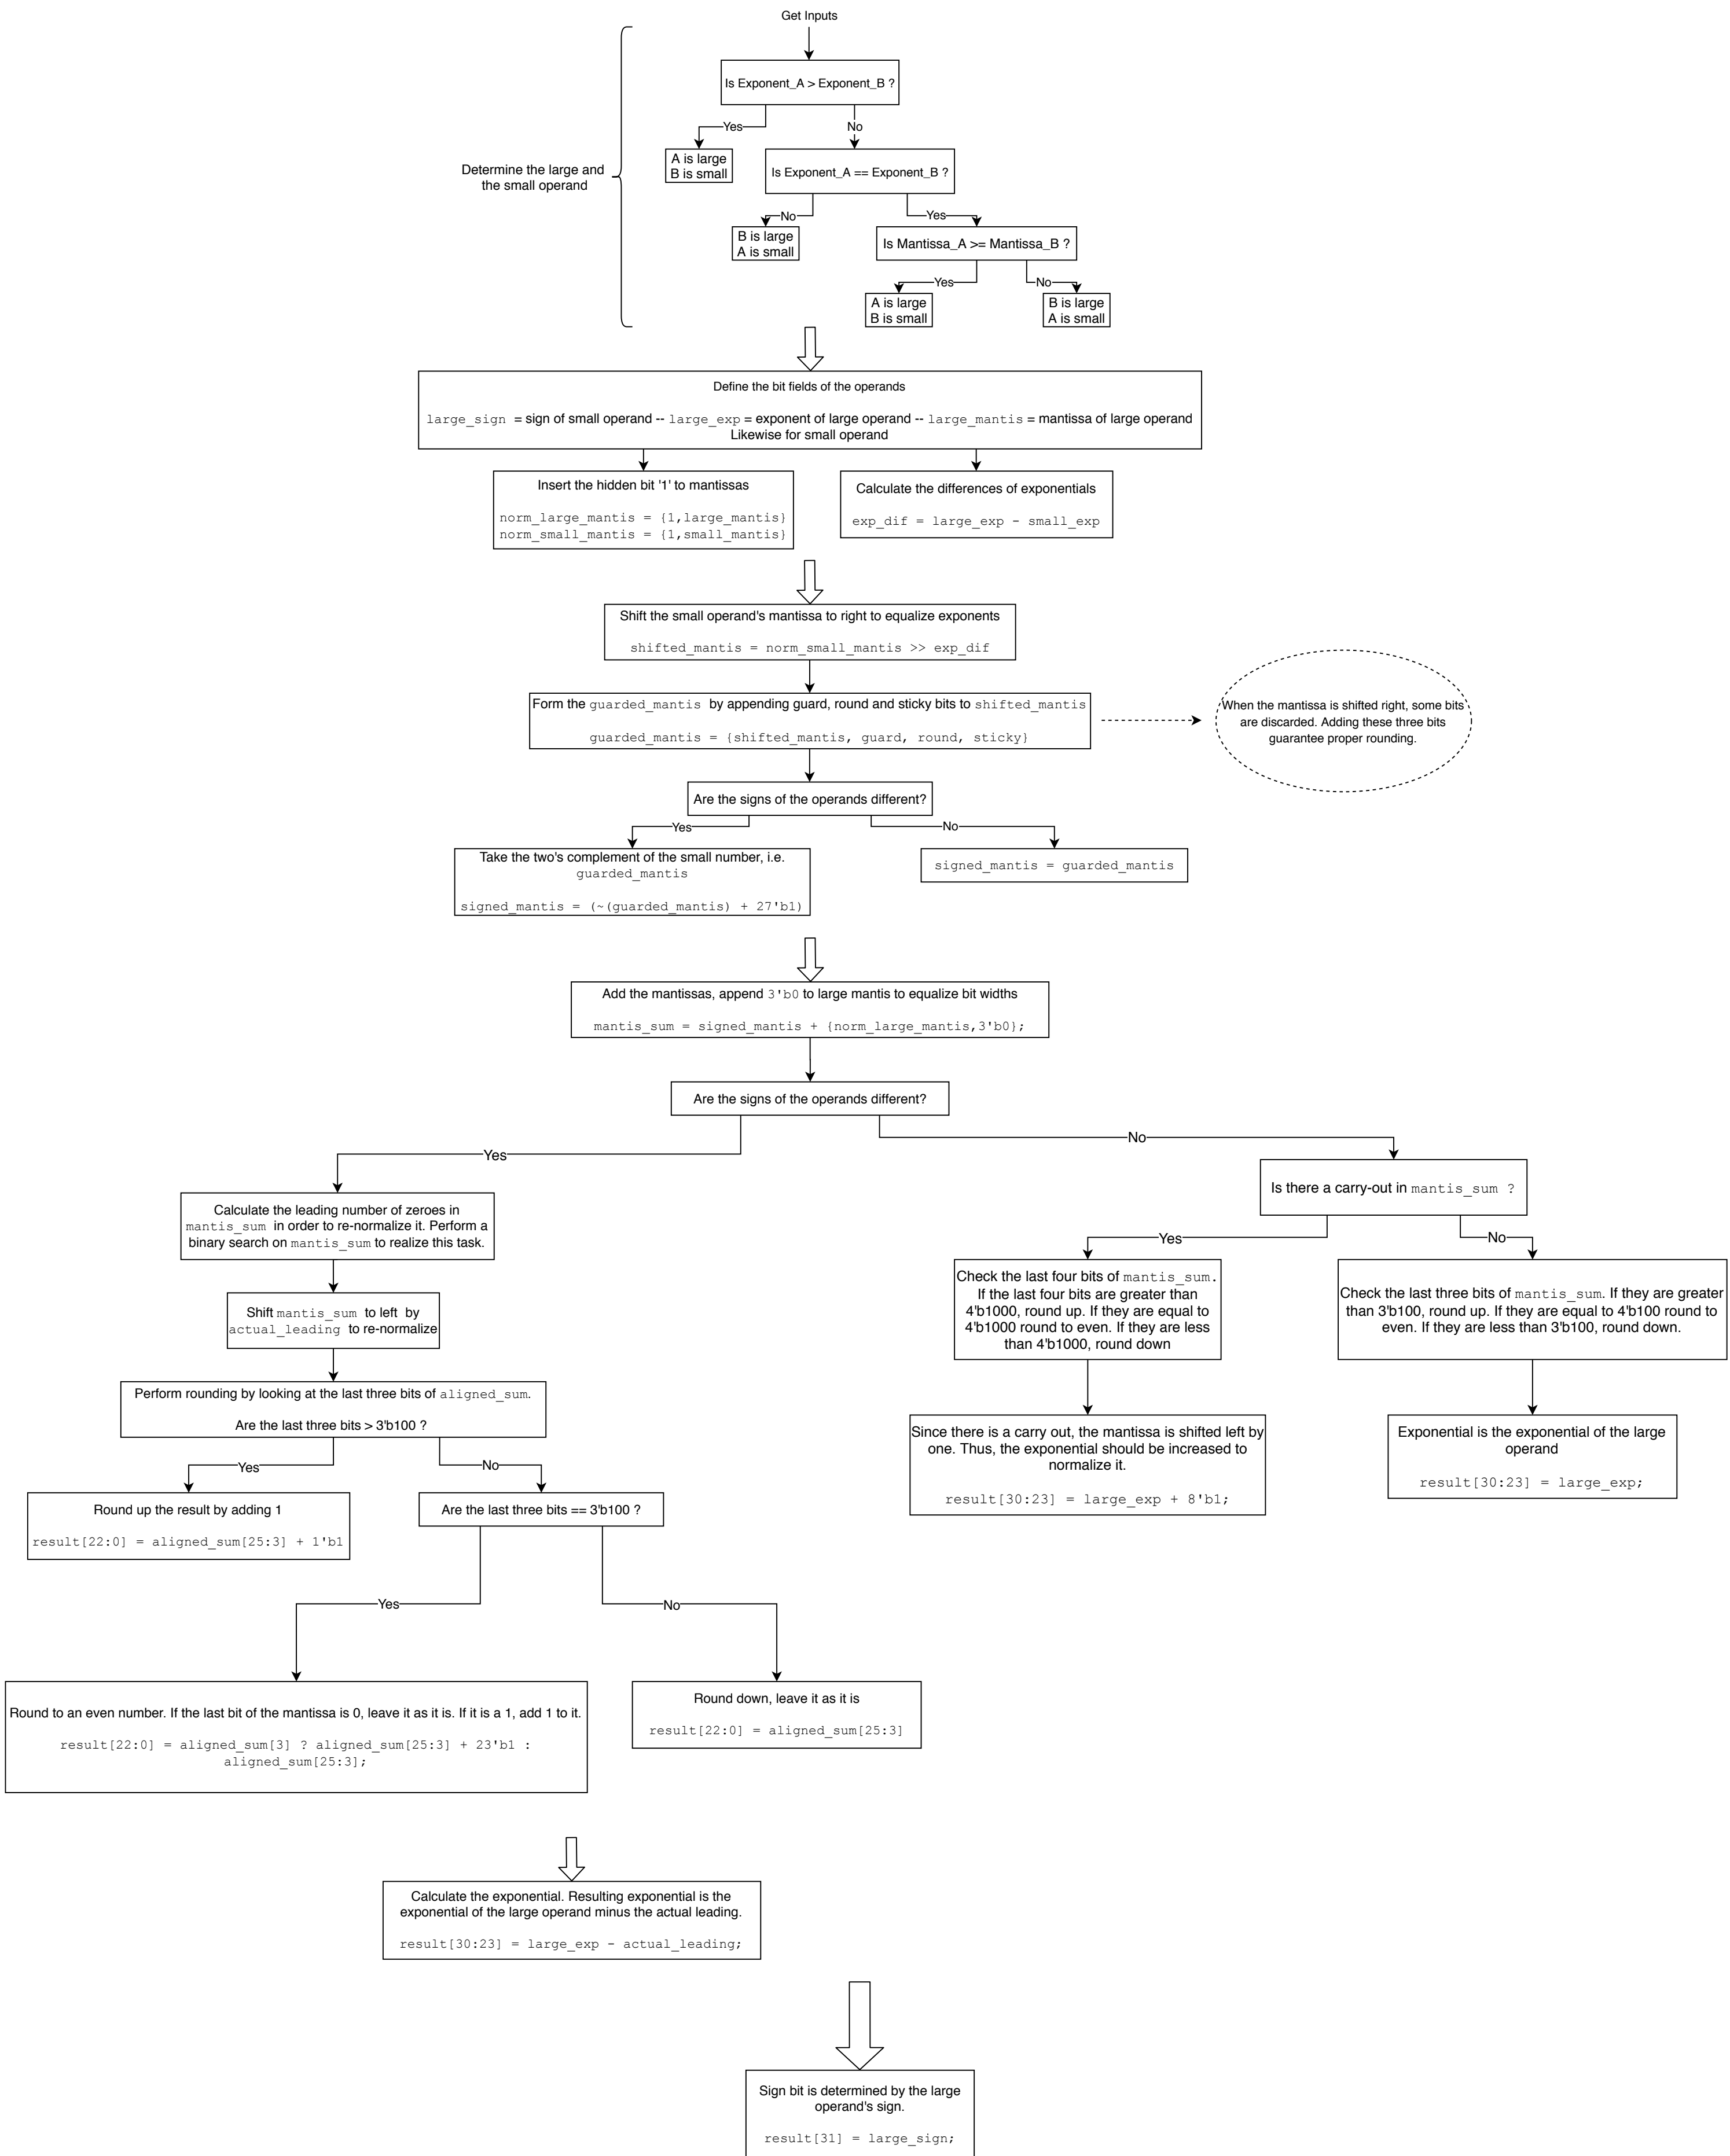 Get Inputs
Is Exponent_A > Exponent_B ?
Yes
No
A is large
B is small
Is Exponent_A == Exponent_B ?
Determine the large and
the small operand
No
Yes
B is large
A is small
Is Mantissa_A >= Mantissa_B ?
Yes
No
A is large
B is small
B is large
A is small
Define the bit fields of the operands
large_sign = sign of small operand -- large_exp = exponent of large operand -- large_mantis = mantissa of large operand
Likewise for small operand
Insert the hidden bit '1' to mantissas
norm_large_mantis = {1,large_mantis}
norm_small_mantis = {1,small_mantis}
Calculate the differences of exponentials
exp_dif = large_exp - small_exp
Shift the small operand's mantissa to right to equalize exponents
shifted_mantis = norm_small_mantis >> exp_dif
Form the guarded_mantis by appending guard, round and sticky bits to shifted_mantis
guarded_mantis = {shifted_mantis, guard, round, sticky}
When the mantissa is shifted right, some bits
are discarded. Adding these three bits
guarantee proper rounding.
Are the signs of the operands different?
Yes
No
Take the two's complement of the small number, i.e.
guarded_mantis
signed_mantis = (~(guarded_mantis) + 27'b1)
signed_mantis = guarded_mantis
Add the mantissas, append 3'b0 to large mantis to equalize bit widths
mantis_sum = signed_mantis + {norm_large_mantis,3'b0};
Are the signs of the operands different?
Yes
No
Calculate the leading number of zeroes in
mantis_sum in order to re-normalize it. Perform a
binary search on mantis_sum to realize this task.
Shift mantis_sum to left by
actual_leading to re-normalize
Perform rounding by looking at the last three bits of aligned_sum.
Are the last three bits > 3'b100 ?
Yes
No
Round up the result by adding 1
result[22:0] = aligned_sum[25:3] + 1'b1
Are the last three bits == 3'b100 ?
Yes
No
Round to an even number. If the last bit of the mantissa is 0, leave it as it is. If it is a 1, add 1 to it.
result[22:0] = aligned_sum[3] ? aligned_sum[25:3] + 23'b1 :
aligned_sum[25:3];
Round down, leave it as it is
result[22:0] = aligned_sum[25:3]
Is there a carry-out in mantis_sum ?
Yes
No
Check the last four bits of mantis_sum.
If the last four bits are greater than
4'b1000, round up. If they are equal to
4'b1000 round to even. If they are less
than 4'b1000, round down
Check the last three bits of mantis_sum. If they are greater
than 3'b100, round up. If they are equal to 4'b100 round to
even. If they are less than 3'b100, round down.
Since there is a carry out, the mantissa is shifted left by
one. Thus, the exponential should be increased to
normalize it.
result[30:23] = large_exp + 8'b1;
Exponential is the exponential of the large
operand
result[30:23] = large_exp;
Calculate the exponential. Resulting exponential is the
exponential of the large operand minus the actual leading.
result[30:23] = large_exp - actual_leading;
Sign bit is determined by the large
operand's sign.
result[31] = large_sign;